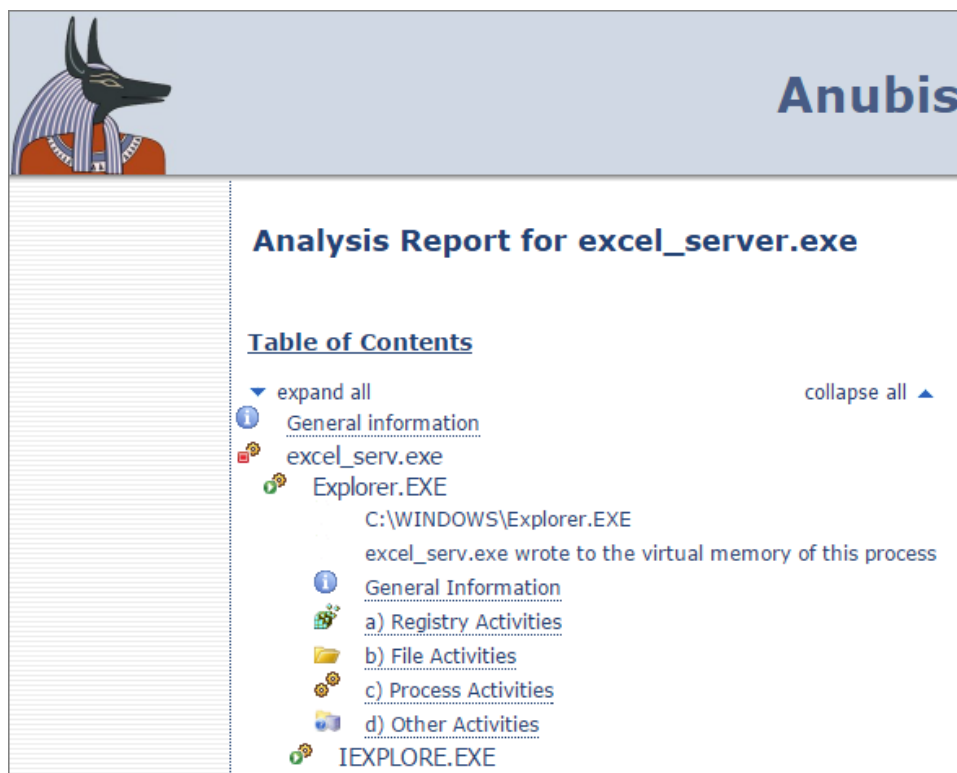 Anubis
Analysis Report for excel_server.exe
Table of Contents
expand all collapse all
General information
excel_serv.exe
Explorer.EXE
C:\WINDOWS\Explorer.EXE
excel_serv.exe wrote to the virtual memory of this process
General Information
a) Registry Activities
b) File Activities
c) Process Activities
d) Other Activities
IEXPLORE.EXE